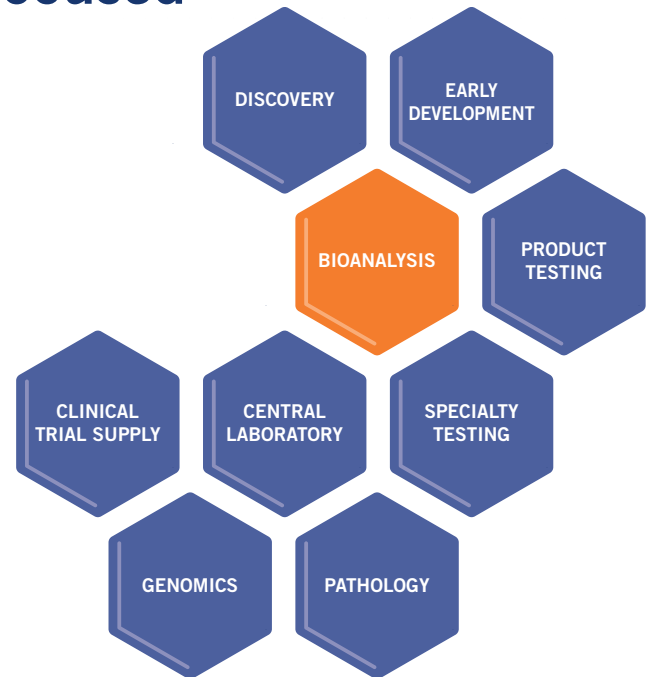 DISCOVERY
EARLY
DEVELOPMENT
BIOANALYSIS
PRODUCT
TESTING
CLINICAL
TRIAL SUPPLY
CENTRAL
LABORATORY
SPECIALTY
TESTING
GENOMICS
PATHOLOGY